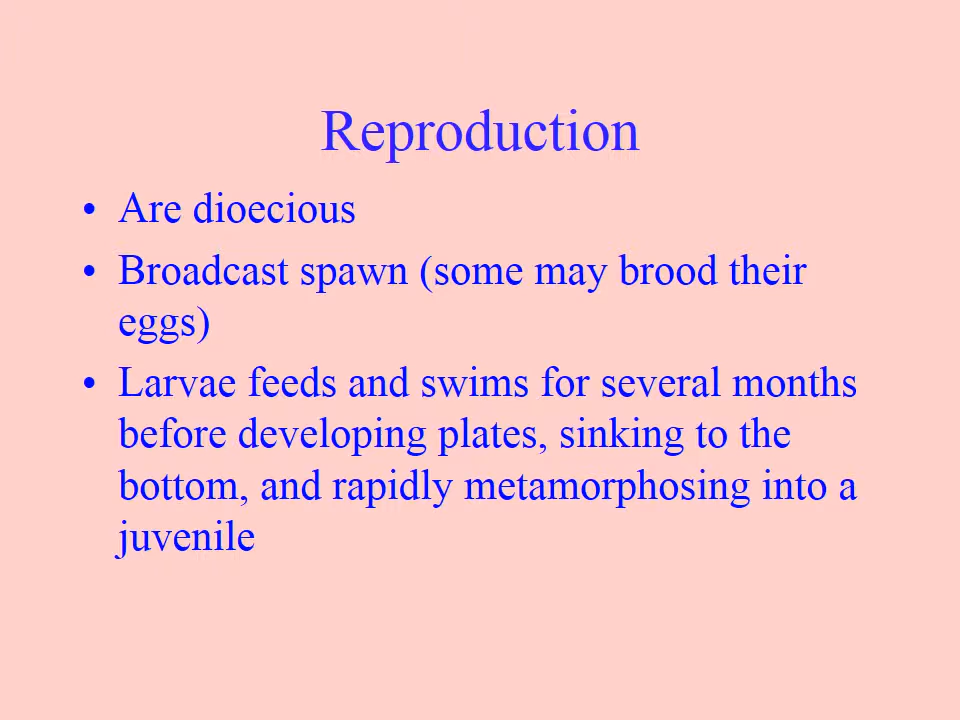 Reproduction
• Are dioecious
• Broadcast spawn (some may brood their
eggs)
• Larvae feeds and swims for several months
before developing plates, sinking to the
bottom, and rapidly metamorphosing into a
juvenile